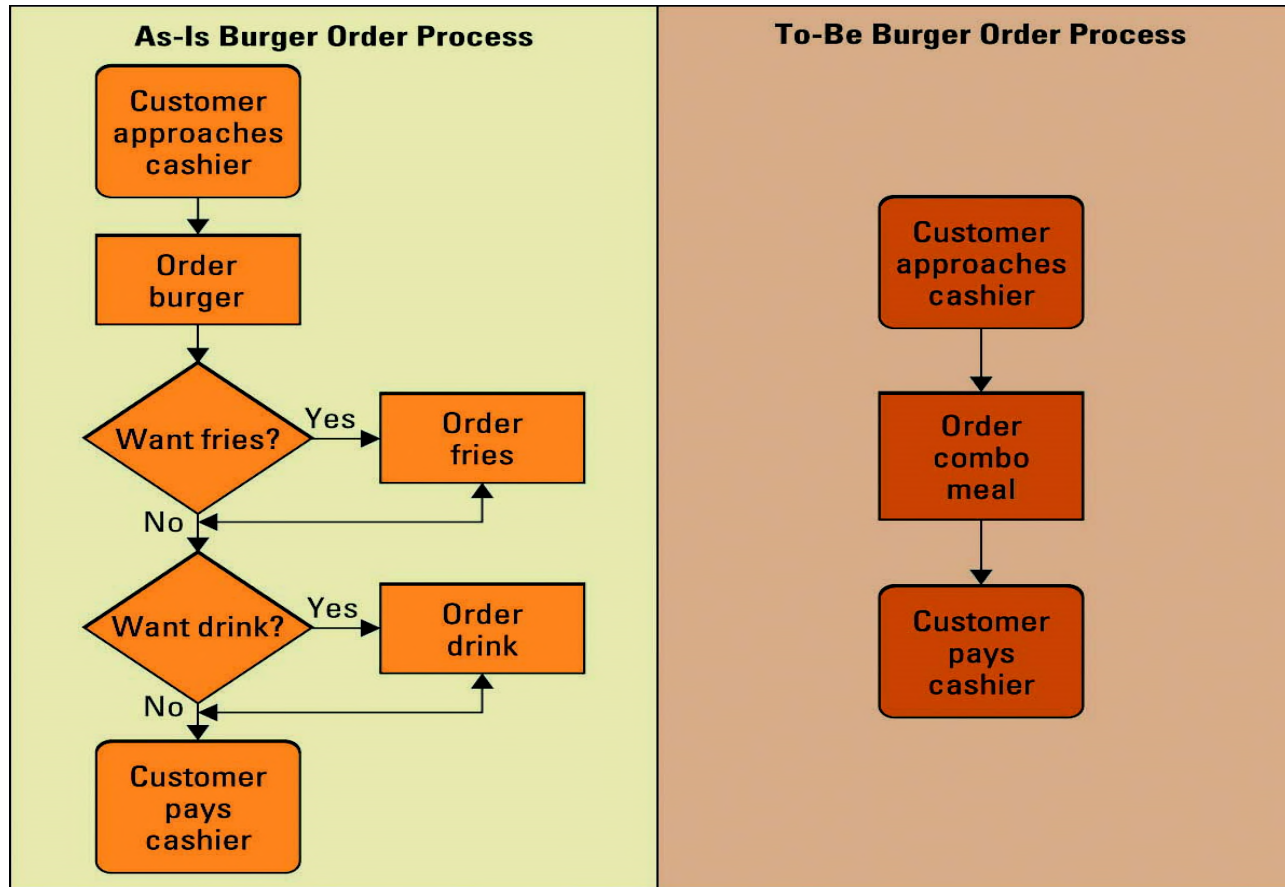 As-Is Burger Order Process
Customer
approaches
cashier
Order
burger
Want fries?
Yes
Order
fries
No
Want drink?
Yes
Order
drink
No
Customer
pays
cashier
To-Be Burger Order Process
Customer
approaches
cashier
Order
combo
meal
Customer
pays
cashier